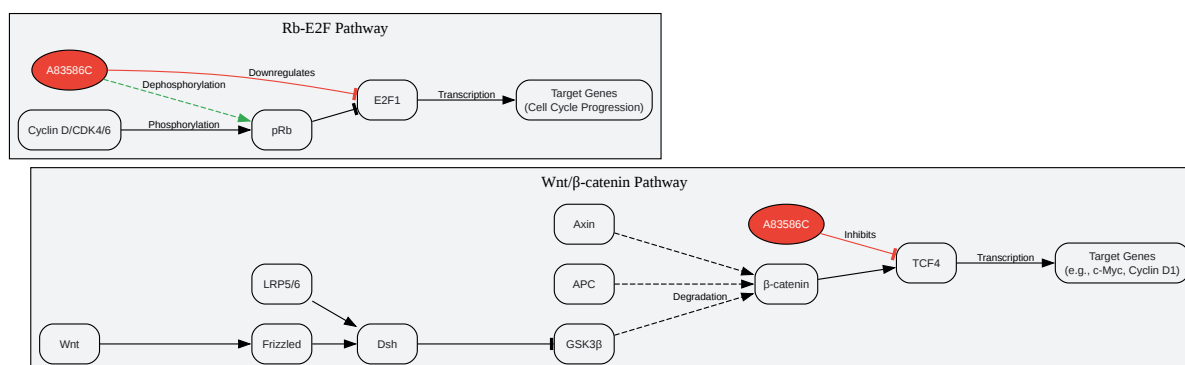 Rb-E2F Pathway
A83586C
Downregulates
Dephosphorylation
E2F1
Transcription
Target Genes
(Cell Cycle Progression)
Cyclin D/CDK4/6
Phosphorylation
pRb
Wnt/β-catenin Pathway
Axin
A83586C
Inhibits
TCF4
Transcription
Target Genes
(e.g., c-Myc, Cyclin D1)
LRP5/6
APC
β-catenin
Degradation
Wnt
Frizzled
Dsh
GSK3β